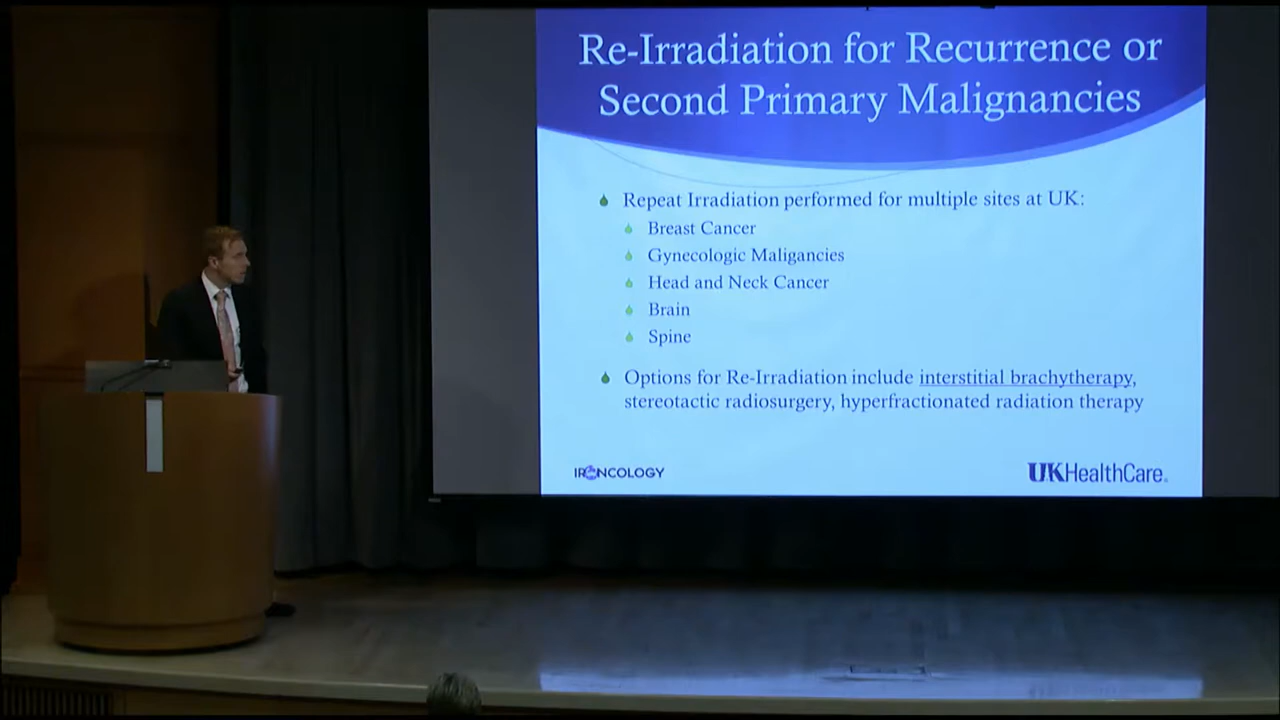 Re-Irradiation for Recurrence or
Second Primary Malignancies
Repeat Irradiation performed for multiple sites at UK:
Breast Cancer
Gynecologic Maligancies
Head and Neck Cancer
Brain
Spine
Options for Re-Irradiation include interstitial brachytherapy,
stereotactic radiosurgery, hyperfractionated radiation therapy
IRONCOLOGY
UKHealthCare.